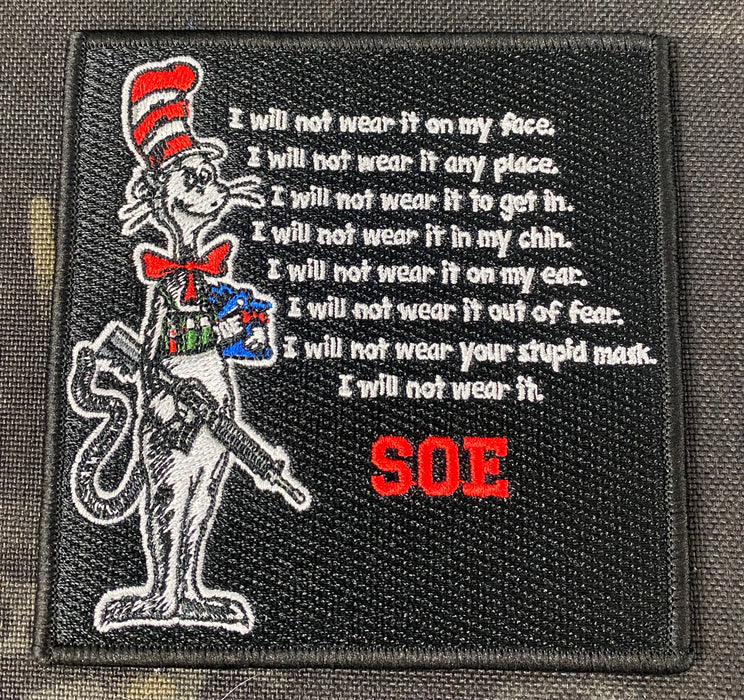 I will not wear it on my face.
I will not wear it any place.
I will not wear it to get in.
I will not wear it in my chin.
I will not wear it on my ear.
I will not wear it out of fear.
I will not wear your stupid mask.
I will not wear it.
SOE